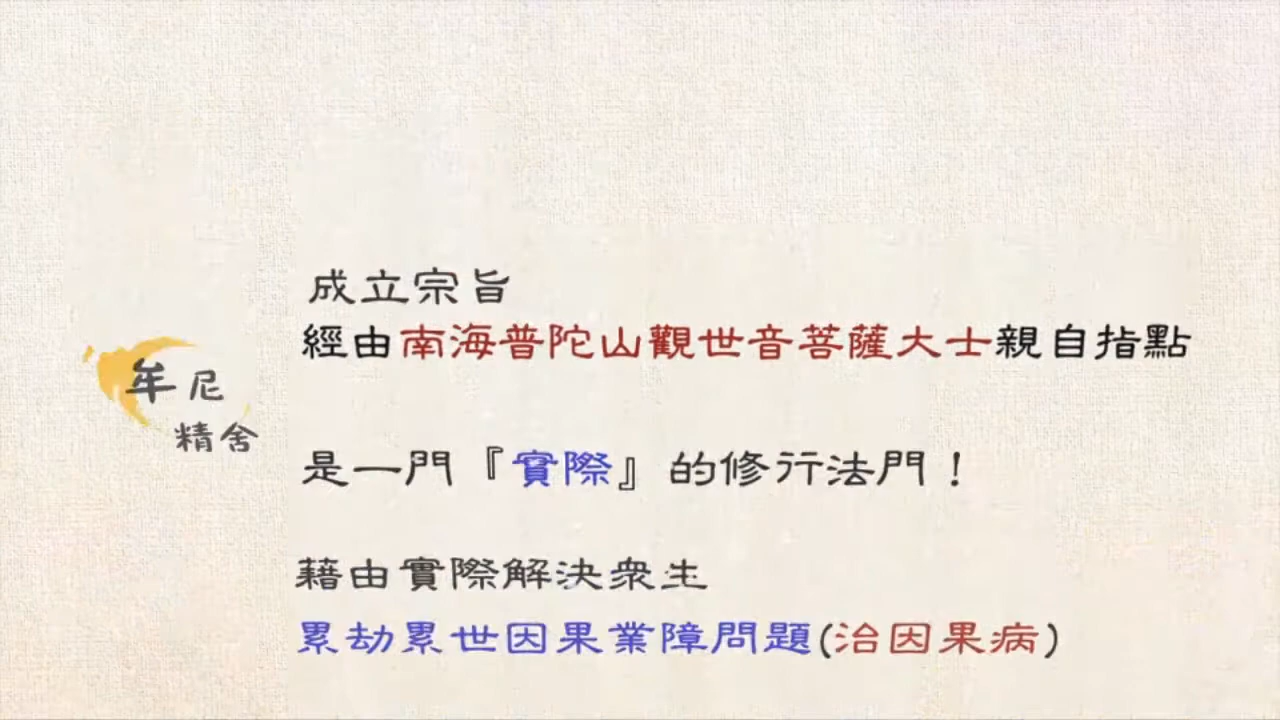 牟尼
精舍
成立宗旨
經由南海普陀山觀世音菩薩大士親自指點
是一門『實際』的修行法門！
藉由實際解決衆生
累劫累世因果業障問題(治因果病)